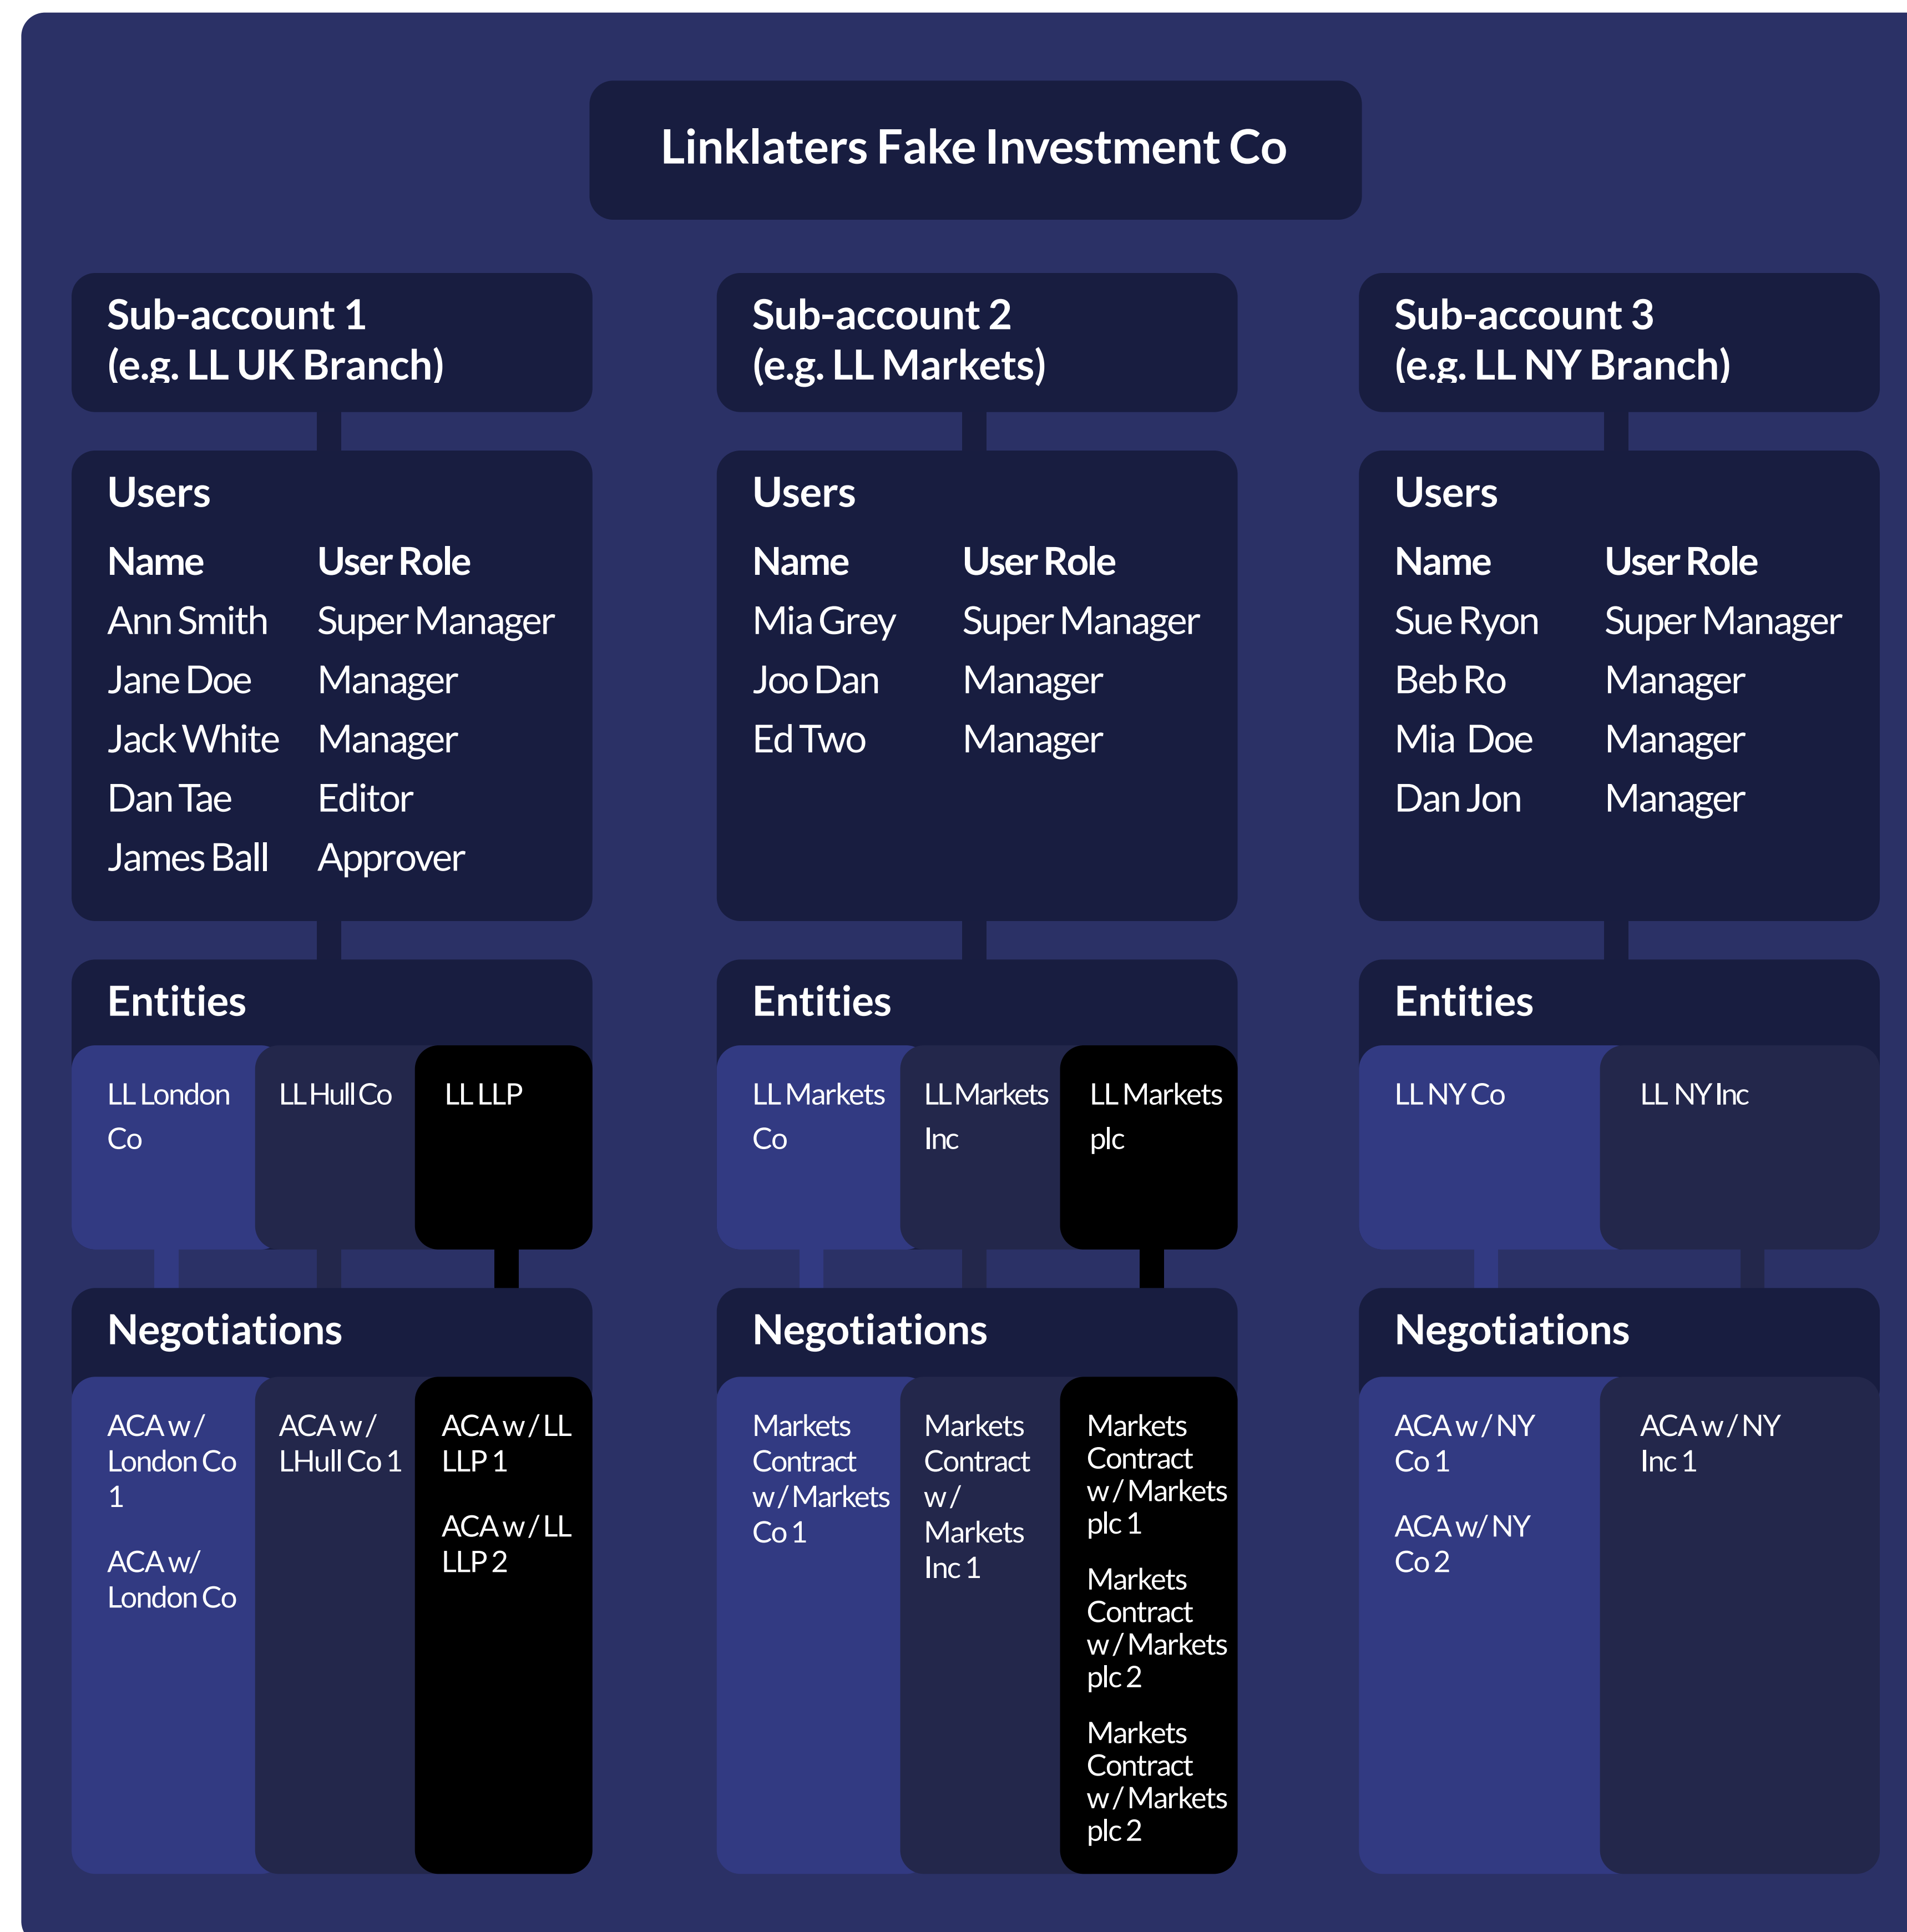 Linklaters Fake Investment Co
Sub-account 1
(e.g. LL UK Branch)
Users
Name User Role
Ann Smith Super Manager
Jane Doe Manager
Jack White Manager
Dan Tae Editor
James Ball Approver
Entities
LL London
Co
LL Hull Co
LL LLP
Negotiations
ACA w /
London Co
1
ACA w/
London Co
ACA w /
LHull Co 1
ACA w / LL
LLP 1
ACA w / LL
LLP 2
Sub-account 2
(e.g. LL Markets)
Users
Name User Role
Mia Grey Super Manager
Joo Dan Manager
Ed Two Manager
Entities
LL Markets
Co
LL Markets
Inc
LL Markets
plc
Negotiations
Markets
Contract
w / Markets
Co 1
Markets
Contract
w /
Markets
Inc 1
Markets
Contract
w / Markets
plc 1
Markets
Contract
w / Markets
plc 2
Markets
Contract
w / Markets
plc 2
Sub-account 3
(e.g. LL NY Branch)
Users
Name User Role
Sue Ryon Super Manager
Beb Ro Manager
Mia Doe Manager
Dan Jon Manager
Entities
LL NY Co
LL NY Inc
Negotiations
ACA w / NY
Co 1
ACA w/ NY
Co 2
ACA w / NY
Inc 1